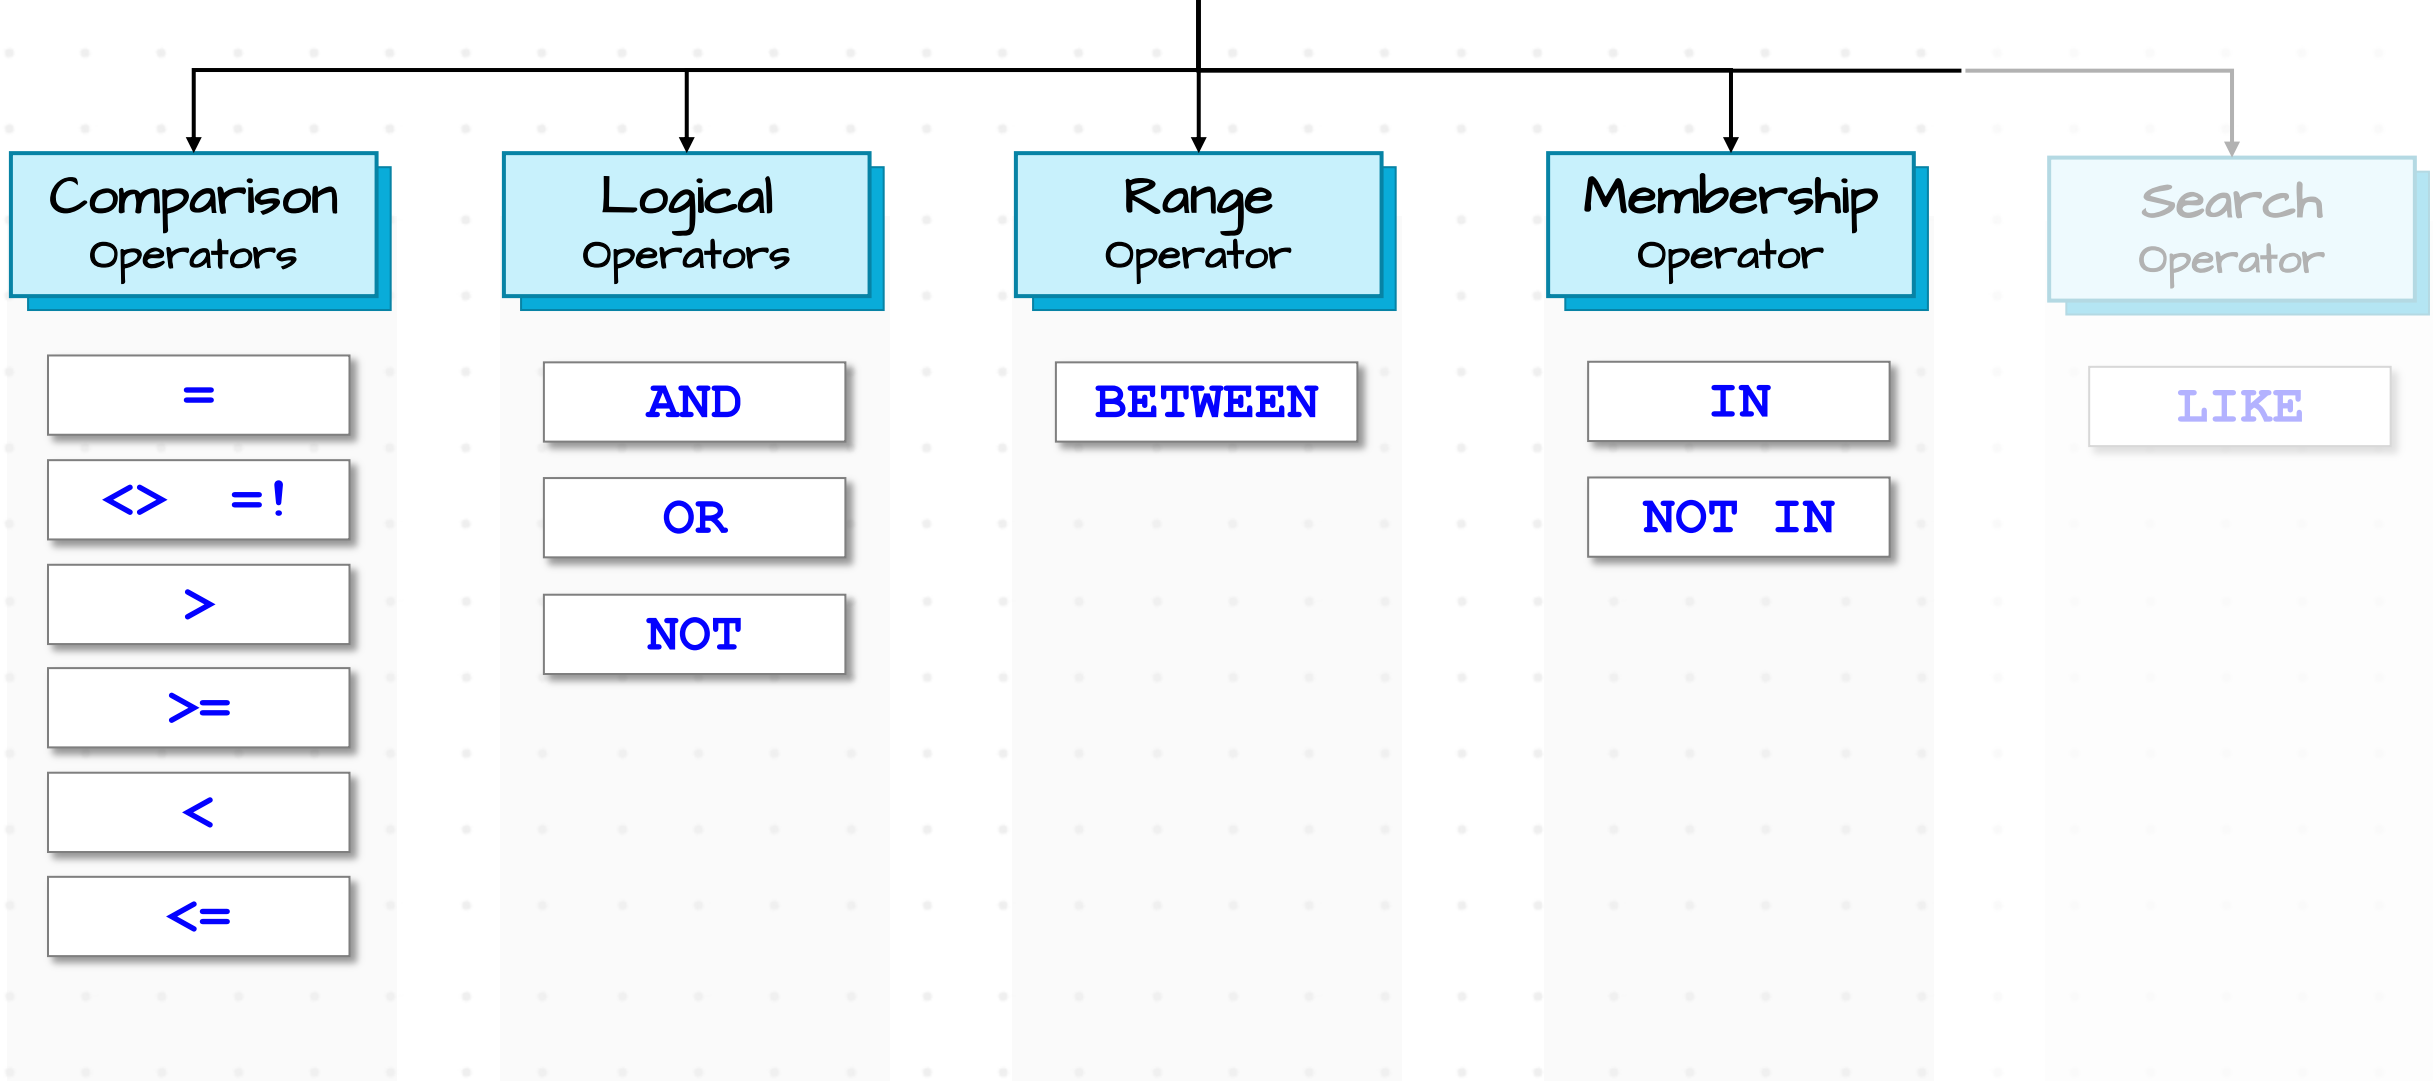 Comparison
Operators
=
<> =!
>
>=
<
<=
Logical
Operators
AND
OR
NOT
Range
Operator
BETWEEN
Membership
Operator
IN
NOT IN
Search
Operator
LIKE